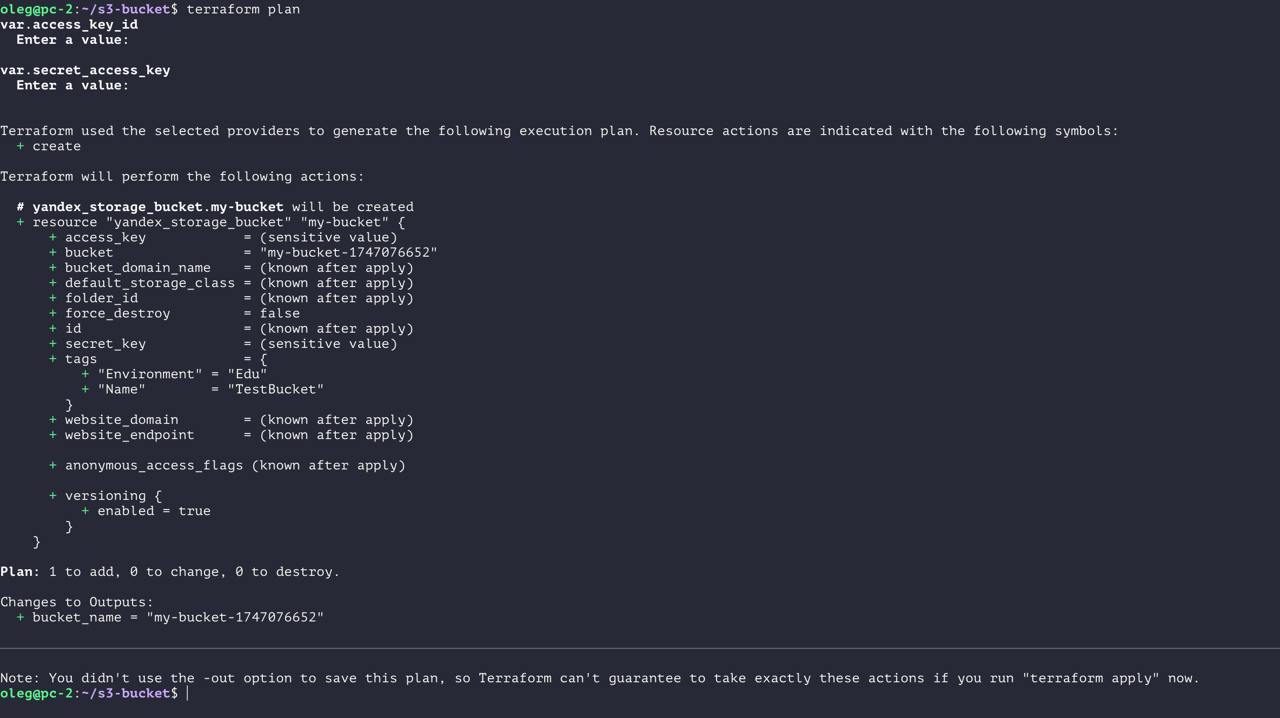 oleg@pc-2:~/s3-bucket$ terraform plan
var.access_key_id
  Enter a value:

var.secret_access_key
  Enter a value:


Terraform used the selected providers to generate the following execution plan. Resource actions are indicated with the following symbols:
  + create

Terraform will perform the following actions:

  # yandex_storage_bucket.my-bucket will be created
  + resource "yandex_storage_bucket" "my-bucket" {
      + access_key            = (sensitive value)
      + bucket                = "my-bucket-1747076652"
      + bucket_domain_name    = (known after apply)
      + default_storage_class = (known after apply)
      + folder_id             = (known after apply)
      + force_destroy         = false
      + id                    = (known after apply)
      + secret_key            = (sensitive value)
      + tags                  = {
          + "Environment" = "Edu"
          + "Name"        = "TestBucket"
        }
      + website_domain        = (known after apply)
      + website_endpoint      = (known after apply)

      + anonymous_access_flags (known after apply)

      + versioning {
          + enabled = true
        }
    }

Plan: 1 to add, 0 to change, 0 to destroy.

Changes to Outputs:
  + bucket_name = "my-bucket-1747076652"

Note: You didn't use the -out option to save this plan, so Terraform can't guarantee to take exactly these actions if you run "terraform apply" now.
oleg@pc-2:~/s3-bucket$